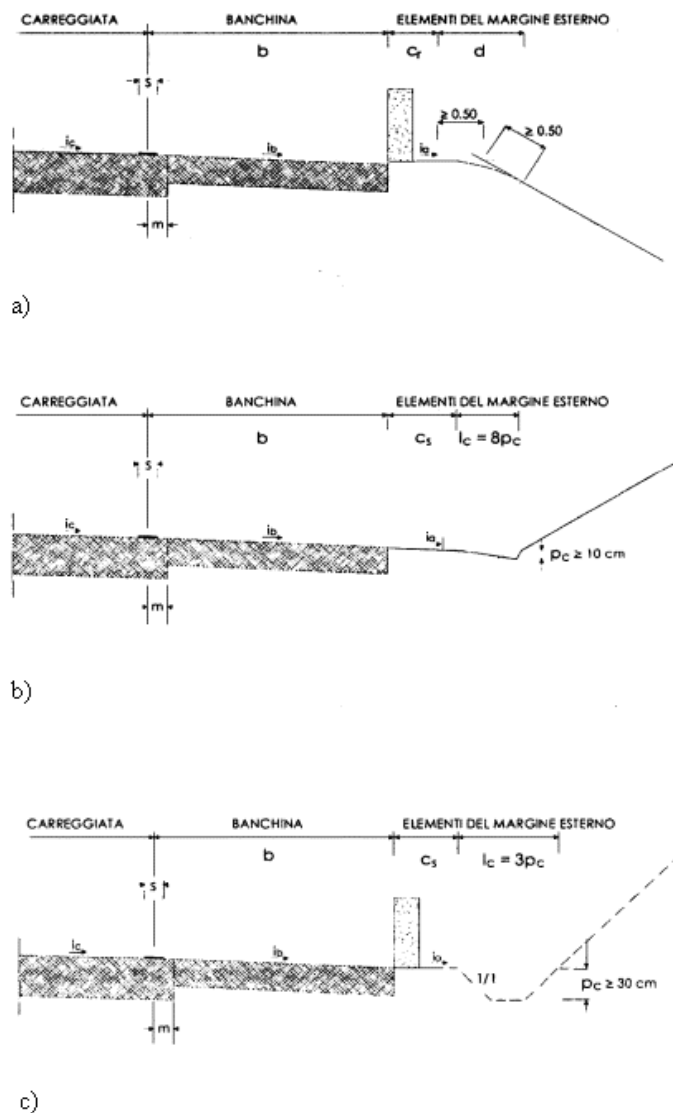 CARREGGIATA BANCHINA ELEMENTI DEL MARGINE ESTERNO
b cr d
s
≥ 0.50
≥ 0.50
ic ib ia
m
a)
CARREGGIATA BANCHINA ELEMENTI DEL MARGINE ESTERNO
b cs lc = 8pc
s
ic ib ia
pc ≥ 10 cm
m
b)
CARREGGIATA BANCHINA ELEMENTI DEL MARGINE ESTERNO
b cs lc = 3pc
s
ic ib ia
1/1 pc ≥ 30 cm
m
c)